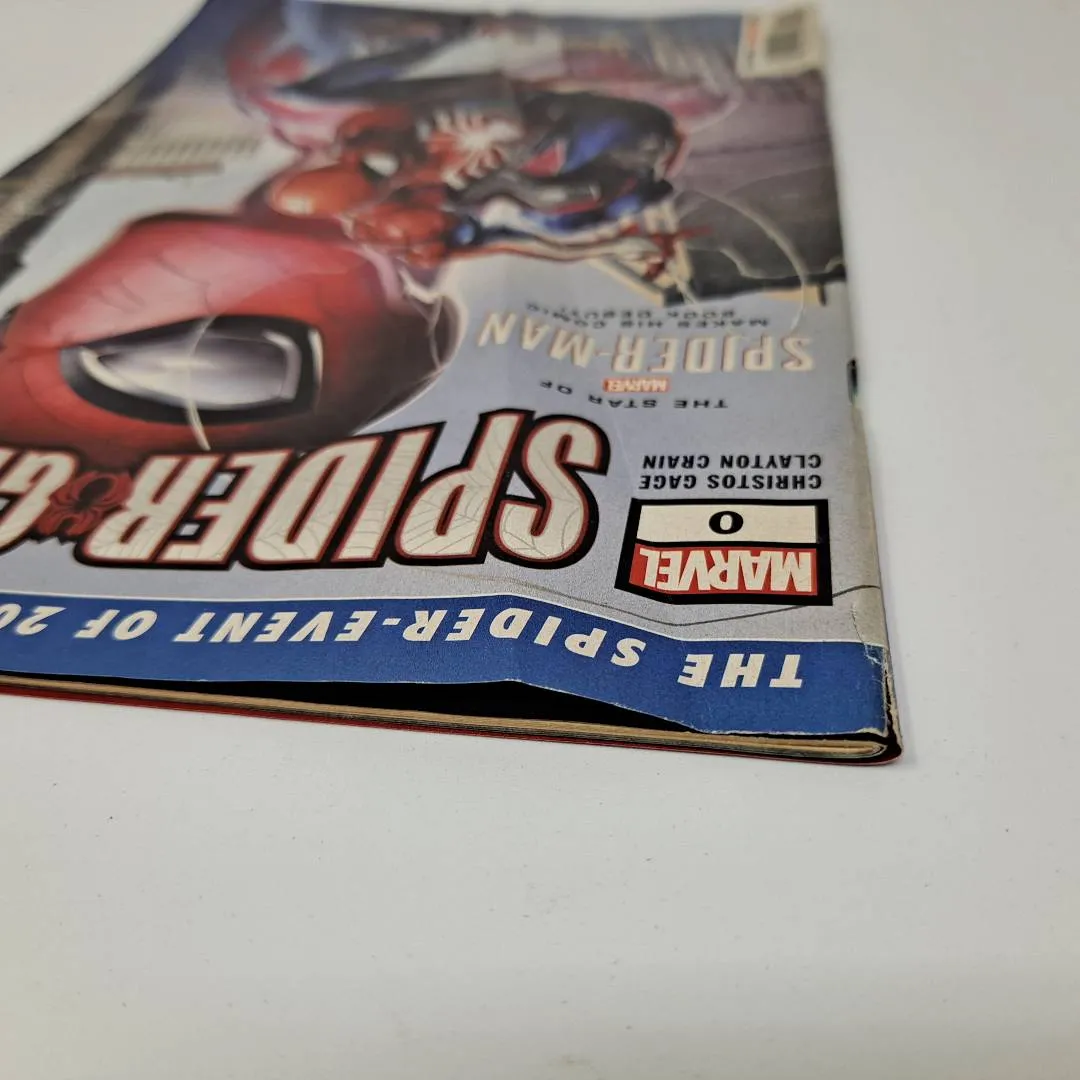 THE SPIDER-EVENT OF 20
MARVEL
0
CHRISTOS GAGE
CLAYTON CRAIN
SPIDER-G
THE STAR OF
MARVEL
SPIDER-MAN
MAKES HIS COMIC
BOOK DEBUT!